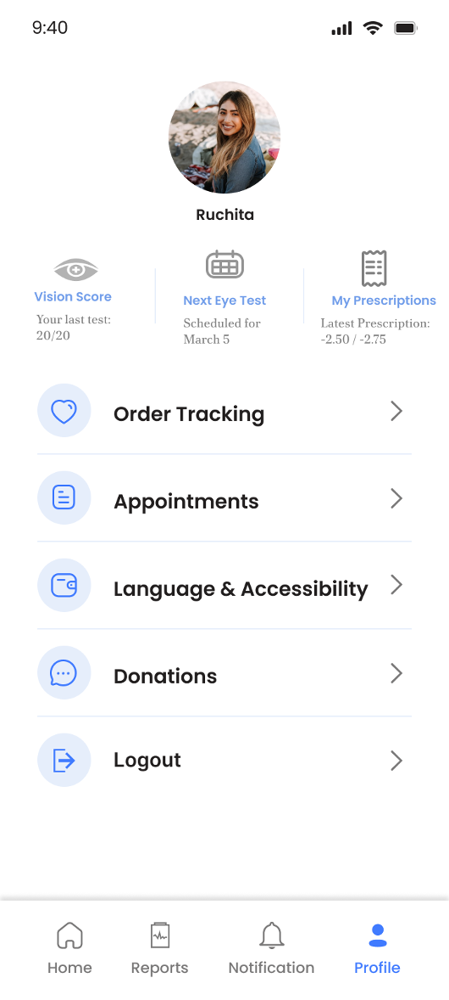 9:40
Ruchita
Vision Score
Your last test:
20/20
Next Eye Test
Scheduled for
March 5
My Prescriptions
Latest Prescription:
-2.50 / -2.75
Order Tracking
Appointments
Language & Accessibility
Donations
Logout
Home
Reports
Notification
Profile